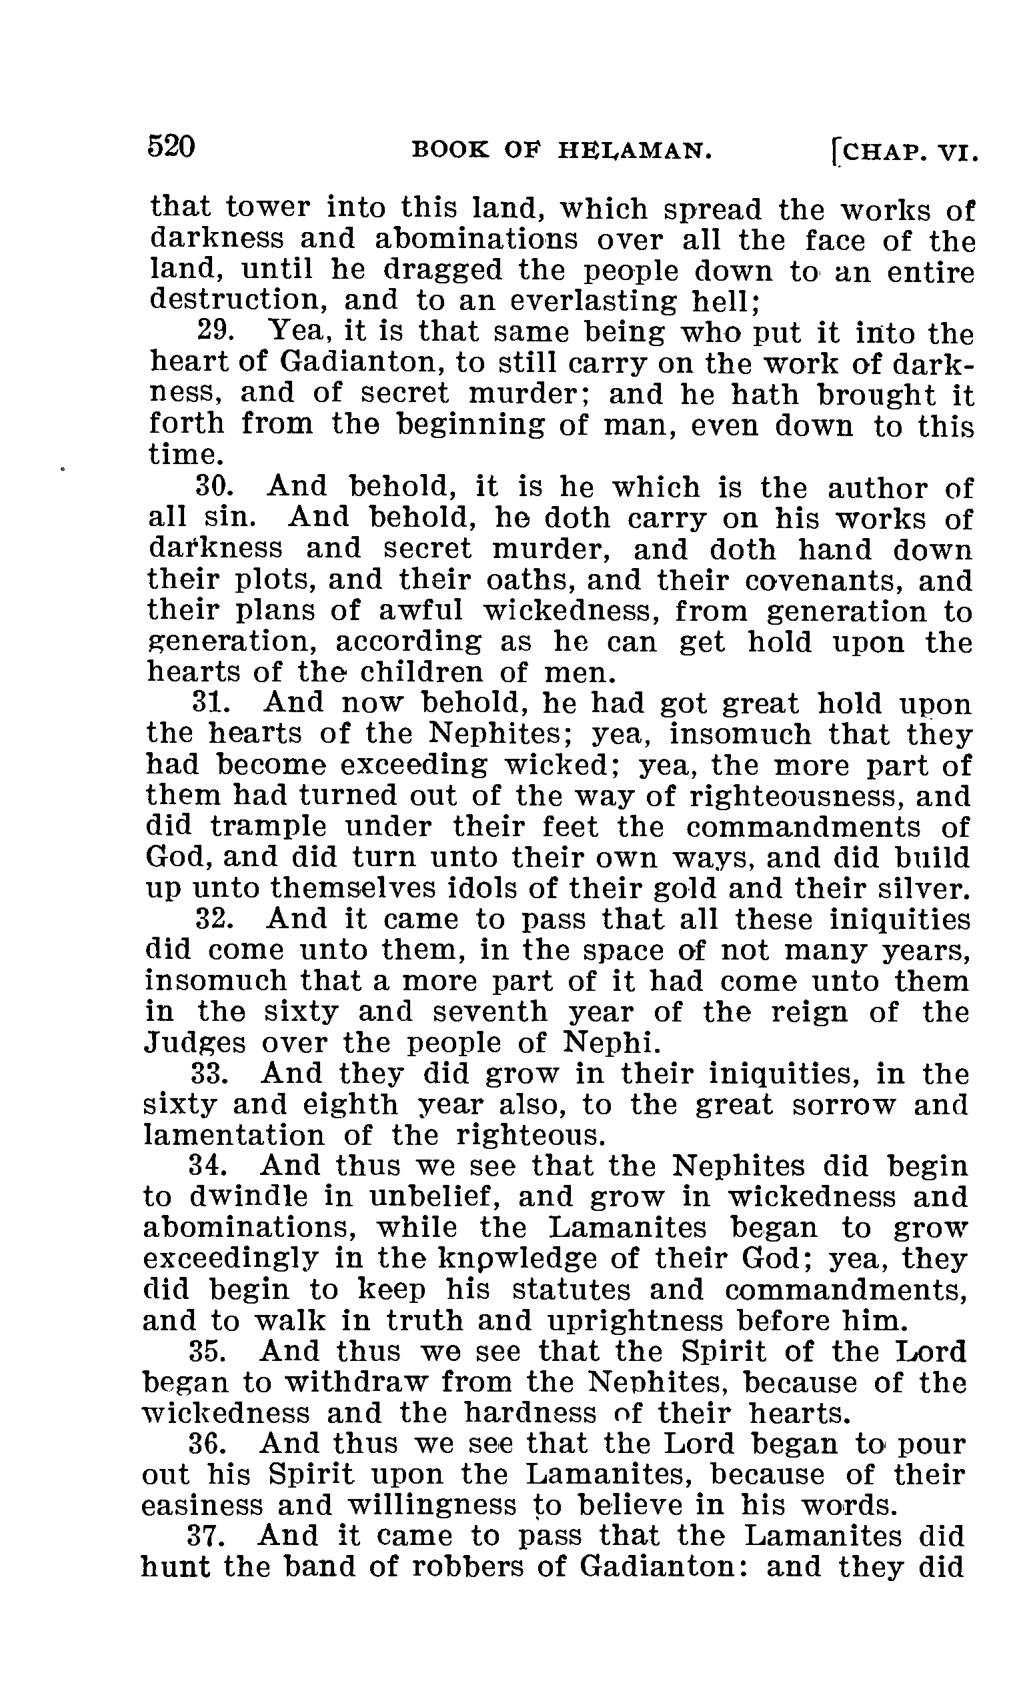 520 BOOK OF HELAMAN. [CHAP. VI.
that tower into this land, which spread the works of
darkness and abominations over all the face of the
land, until he dragged the people down to an entire
destruction, and to an everlasting hell;
29. Yea, it is that same being who put it into the
heart of Gadianton, to still carry on the work of dark-
ness, and of secret murder; and he hath brought it
forth from the beginning of man, even down to this
time.
30. And behold, it is he which is the author of
all sin. And behold, he doth carry on his works of
darkness and secret murder, and doth hand down
their plots, and their oaths, and their covenants, and
their plans of awful wickedness, from generation to
generation, according as he can get hold upon the
hearts of the children of men.
31. And now behold, he had got great hold upon
the hearts of the Nephites; yea, insomuch that they
had become exceeding wicked; yea, the more part of
them had turned out of the way of righteousness, and
did trample under their feet the commandments of
God, and did turn unto their own ways, and did build
up unto themselves idols of their gold and their silver.
32. And it came to pass that all these iniquities
did come unto them, in the space of not many years,
insomuch that a more part of it had come unto them
in the sixty and seventh year of the reign of the
Judges over the people of Nephi.
33. And they did grow in their iniquities, in the
sixty and eighth year also, to the great sorrow and
lamentation of the righteous.
34. And thus we see that the Nephites did begin
to dwindle in unbelief, and grow in wickedness and
abominations, while the Lamanites began to grow
exceedingly in the knowledge of their God; yea, they
did begin to keep his statutes and commandments,
and to walk in truth and uprightness before him.
35. And thus we see that the Spirit of the Lord
began to withdraw from the Nephites, because of the
wickedness and the hardness of their hearts.
36. And thus we see that the Lord began to pour
out his Spirit upon the Lamanites, because of their
easiness and willingness to believe in his words.
37. And it came to pass that the Lamanites did
hunt the band of robbers of Gadianton: and they did